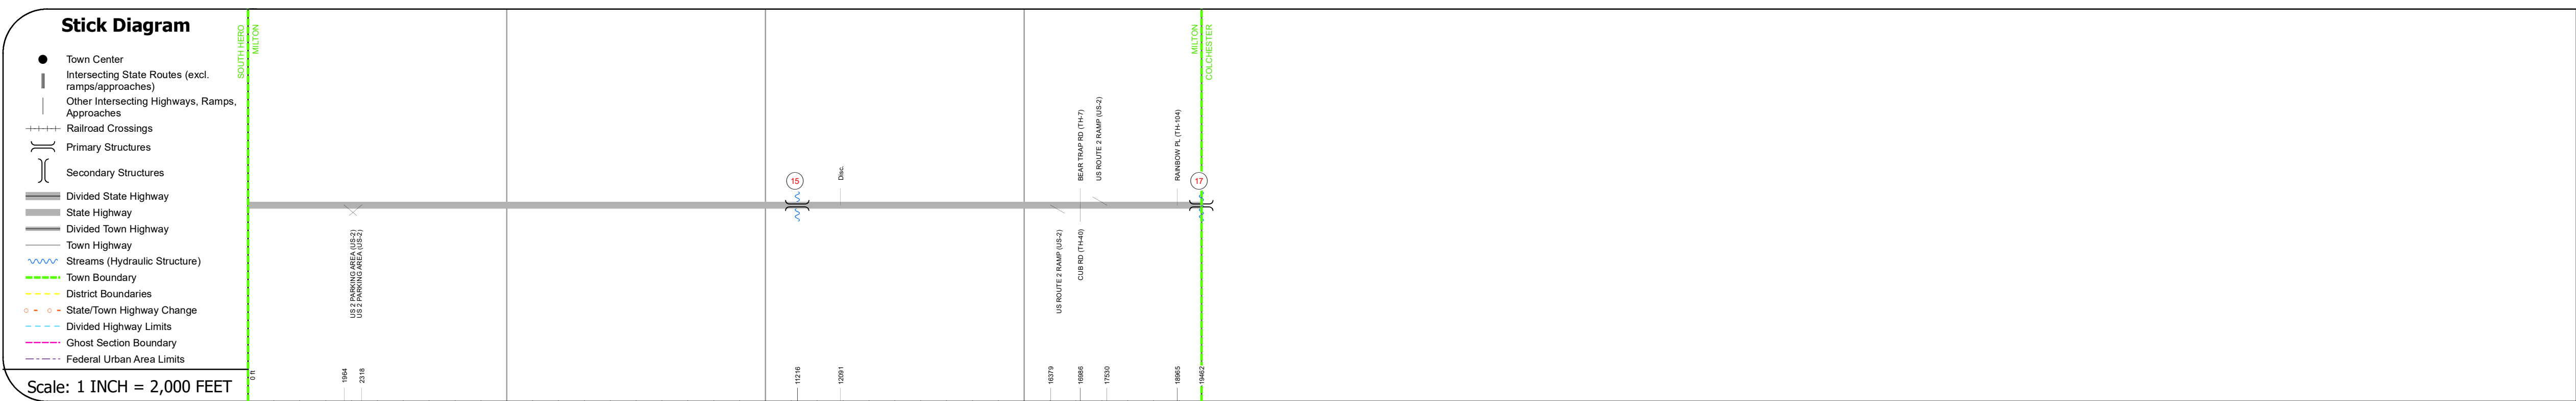 Stick Diagram
Town Center
Intersecting State Routes (excl.
ramps/approaches)
Other Intersecting Highways, Ramps,
Approaches
Railroad Crossings
Primary Structures
Secondary Structures
Divided State Highway
State Highway
Divided Town Highway
Town Highway
Streams (Hydraulic Structure)
Town Boundary
District Boundaries
State/Town Highway Change
Divided Highway Limits
Ghost Section Boundary
Federal Urban Area Limits
Scale: 1 INCH = 2,000 FEET
SOUTH HERO
MILTON
US 2 PARKING AREA (US-2)
US 2 PARKING AREA (US-2)
15
Disc.
US ROUTE 2 RAMP (US-2)
BEAR TRAP RD (TH-7)
CUB RD (TH-40)
US ROUTE 2 RAMP (US-2)
RAINBOW PL (TH-104)
MILTON
COLCHESTER
17
0 ft
1964
2318
11216
12091
16379
16986
17530
18965
19462